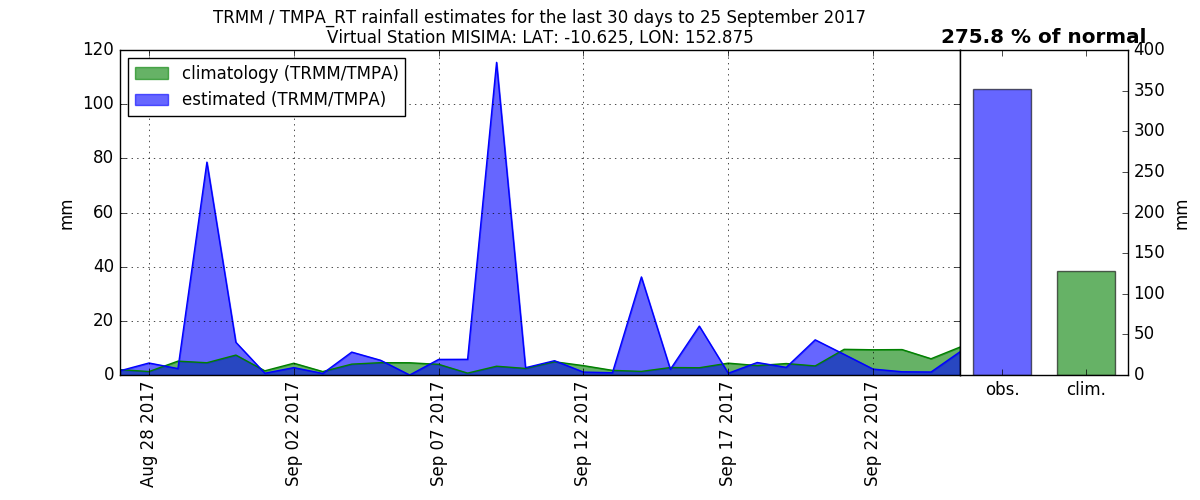 TRMM / TMPA_RT rainfall estimates for the last 30 days to 25 September 2017
Virtual Station MISIMA: LAT: -10.625, LON: 152.875
275.8 % of normal
climatology (TRMM/TMPA)
estimated (TRMM/TMPA)
mm
120
100
80
60
40
20
0
Aug 28 2017
Sep 02 2017
Sep 07 2017
Sep 12 2017
Sep 17 2017
Sep 22 2017
obs.
clim.
400
350
300
250
200
150
100
50
0
mm